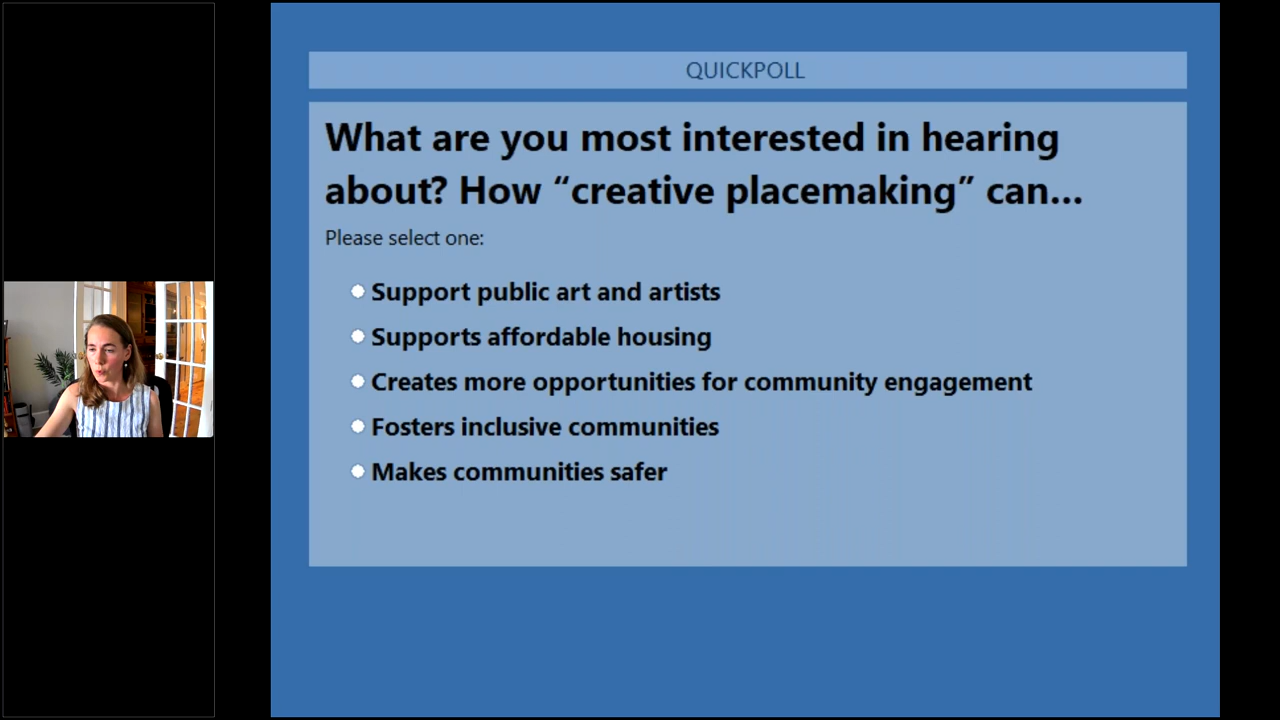 QUICKPOLL
What are you most interested in hearing
about? How “creative placemaking” can...
Please select one:
Support public art and artists
Supports affordable housing
Creates more opportunities for community engagement
Fosters inclusive communities
Makes communities safer